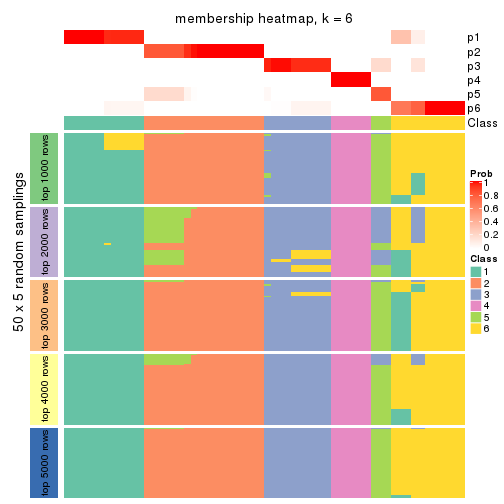 membership heatmap, k = 6
p1
p2
p3
p4
p5
p6
Class
50 x 5 random samplings
top 1000 rows
top 2000 rows
top 3000 rows
top 4000 rows
top 5000 rows
Prob
1
0.8
0.6
0.4
0.2
0
Class
1
2
3
4
5
6